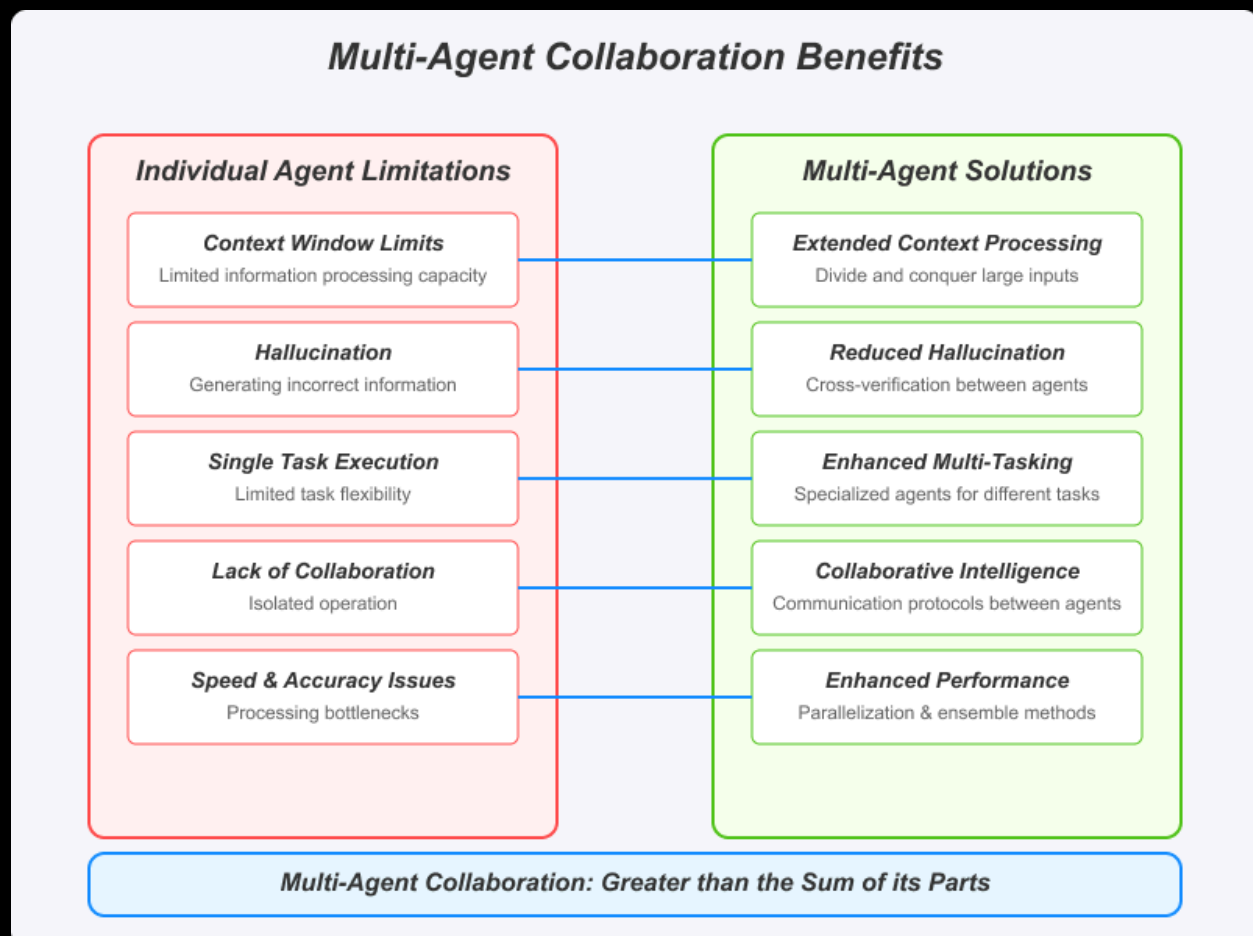 Multi-Agent Collaboration Benefits
Individual Agent Limitations
Context Window Limits
Limited information processing capacity
Hallucination
Generating incorrect information
Single Task Execution
Limited task flexibility
Lack of Collaboration
Isolated operation
Speed & Accuracy Issues
Processing bottlenecks
Multi-Agent Solutions
Extended Context Processing
Divide and conquer large inputs
Reduced Hallucination
Cross-verification between agents
Enhanced Multi-Tasking
Specialized agents for different tasks
Collaborative Intelligence
Communication protocols between agents
Enhanced Performance
Parallelization & ensemble methods
Multi-Agent Collaboration: Greater than the Sum of its Parts